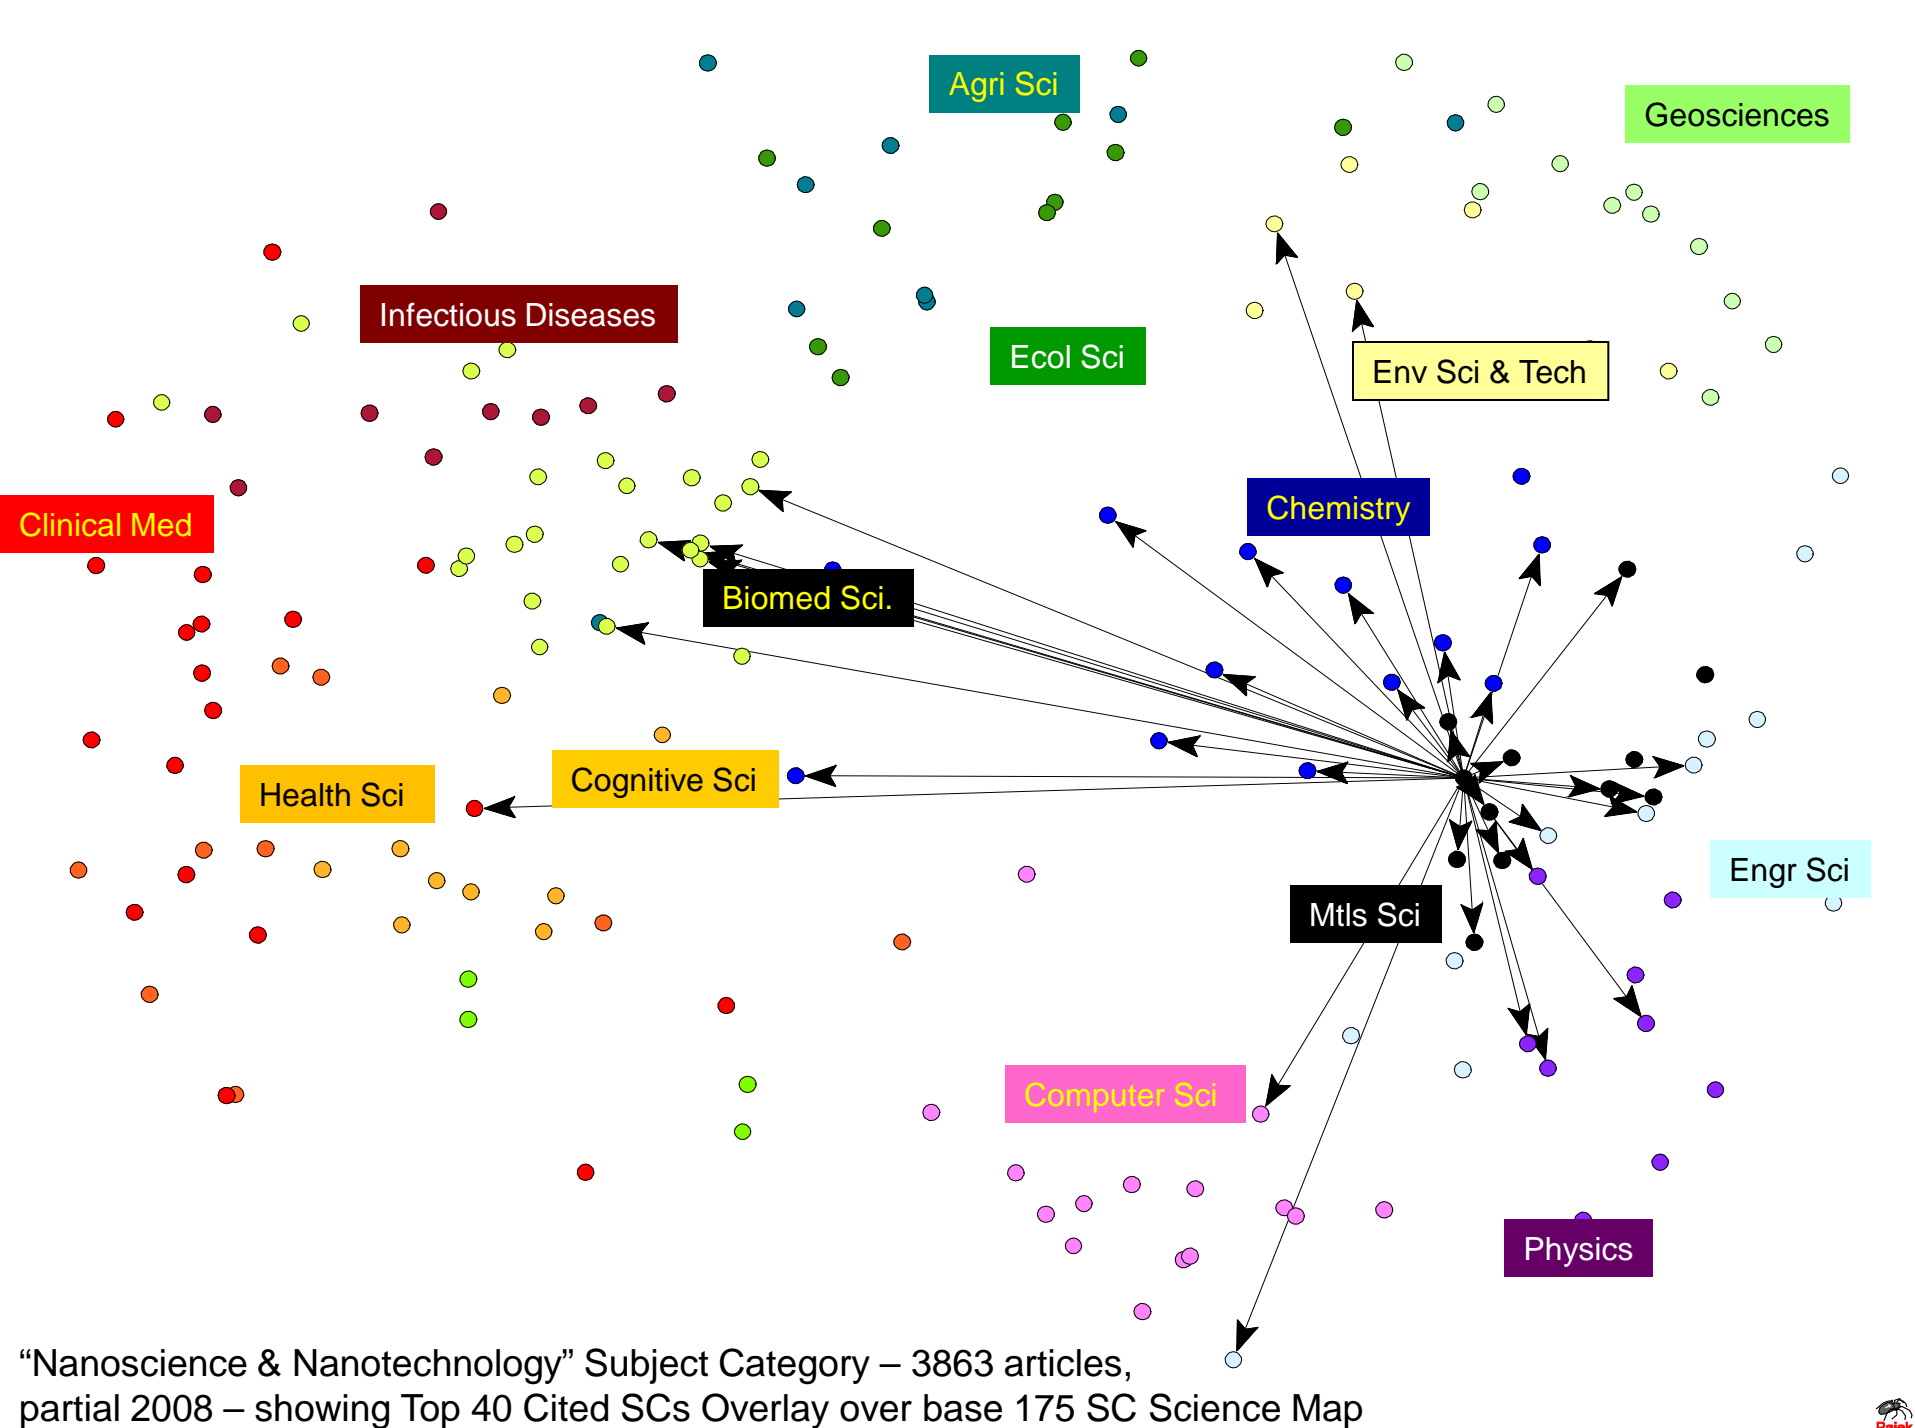 Agri Sci
Geosciences
Infectious Diseases
Ecol Sci
Env Sci & Tech
Clinical Med
Chemistry
Biomed Sci.
Health Sci
Cognitive Sci
Engr Sci
Mtls Sci
Computer Sci
Physics
“Nanoscience & Nanotechnology” Subject Category – 3863 articles,
partial 2008 – showing Top 40 Cited SCs Overlay over base 175 SC Science Map
Pajek